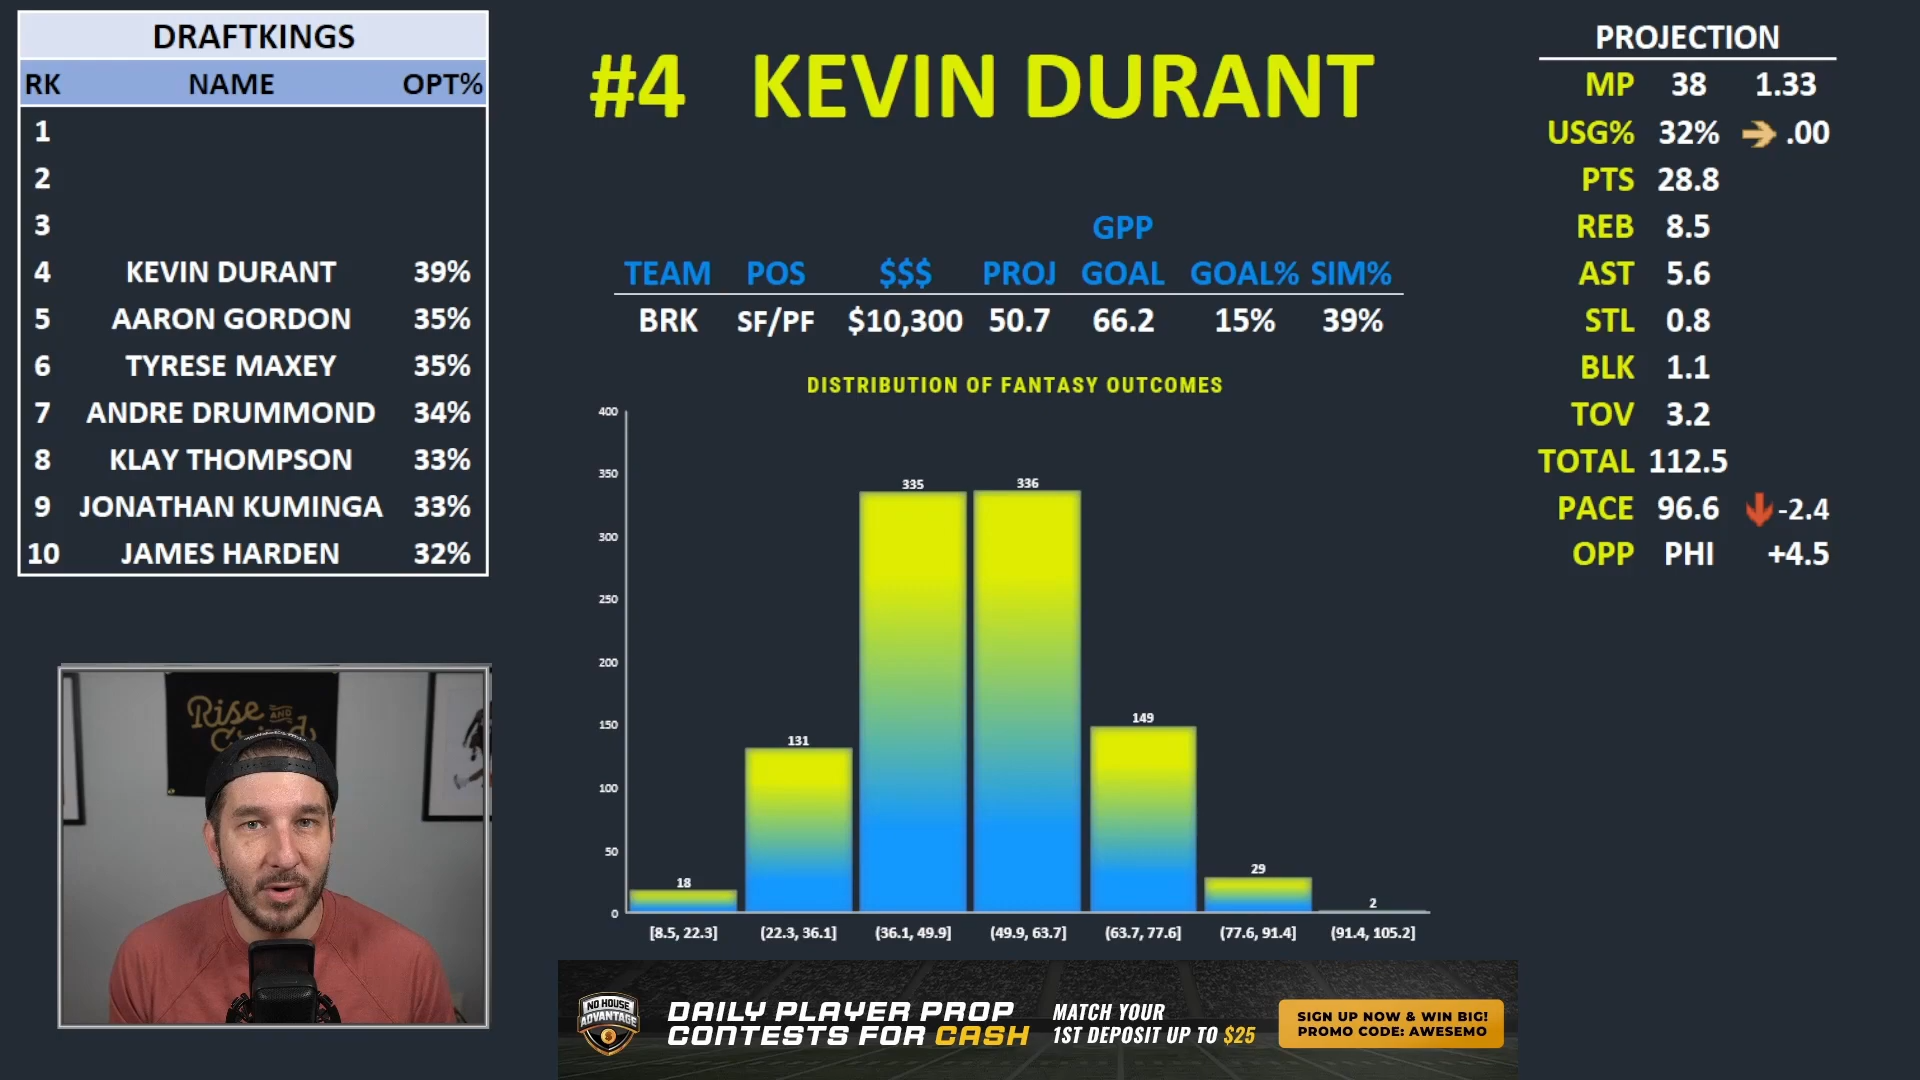 DRAFTKINGS
RK NAME OPT%
1
2
3
4 KEVIN DURANT 39%
5 AARON GORDON 35%
6 TYRESE MAXEY 35%
7 ANDRE DRUMMOND 34%
8 KLAY THOMPSON 33%
9 JONATHAN KUMINGA 33%
10 JAMES HARDEN 32%
#4 KEVIN DURANT
GPP
TEAM POS $$$ PROJ GOAL GOAL% SIM%
BRK SF/PF $10,300 50.7 66.2 15% 39%
DISTRIBUTION OF FANTASY OUTCOMES
400
350
300
250
200
150
100
50
0
18
131
335
336
149
29
2
[8.5, 22.3] (22.3, 36.1] (36.1, 49.9] (49.9, 63.7] (63.7, 77.6] (77.6, 91.4] (91.4, 105.2]
PROJECTION
MP 38 1.33
USG% 32% .00
PTS 28.8
REB 8.5
AST 5.6
STL 0.8
BLK 1.1
TOV 3.2
TOTAL 112.5
PACE 96.6 -2.4
OPP PHI +4.5
Rise AND
NO HOUSE
ADVANTAGE
DAILY PLAYER PROP
CONTESTS FOR CASH
MATCH YOUR
1ST DEPOSIT UP TO $25
SIGN UP NOW & WIN BIG!
PROMO CODE: AWESEMO